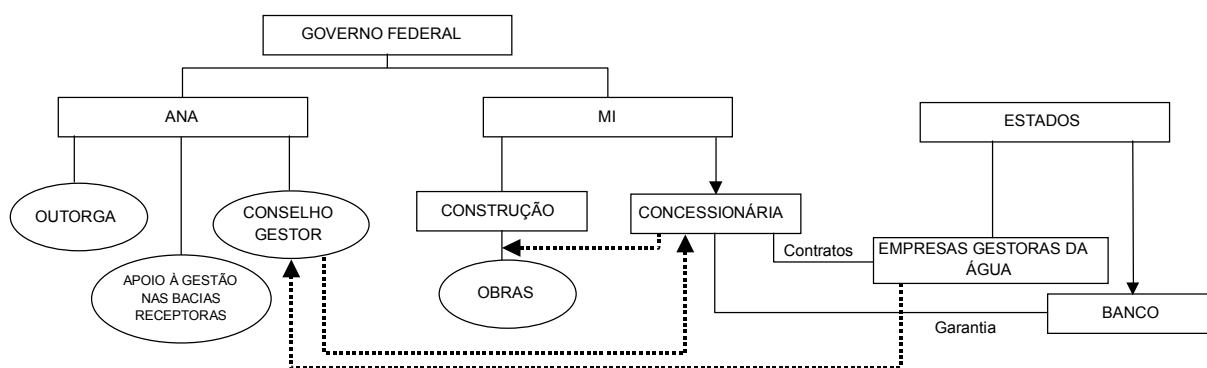 GOVERNO FEDERAL
ANA
MI
ESTADOS
OUTORGA
CONSELHO
GESTOR
CONSTRUÇÃO
CONCESSIONÁRIA
Contratos
EMPRESAS GESTORAS DA
ÁGUA
APOIO À GESTÃO
NAS BACIAS
RECEPTORAS
OBRAS
BANCO
Garantia